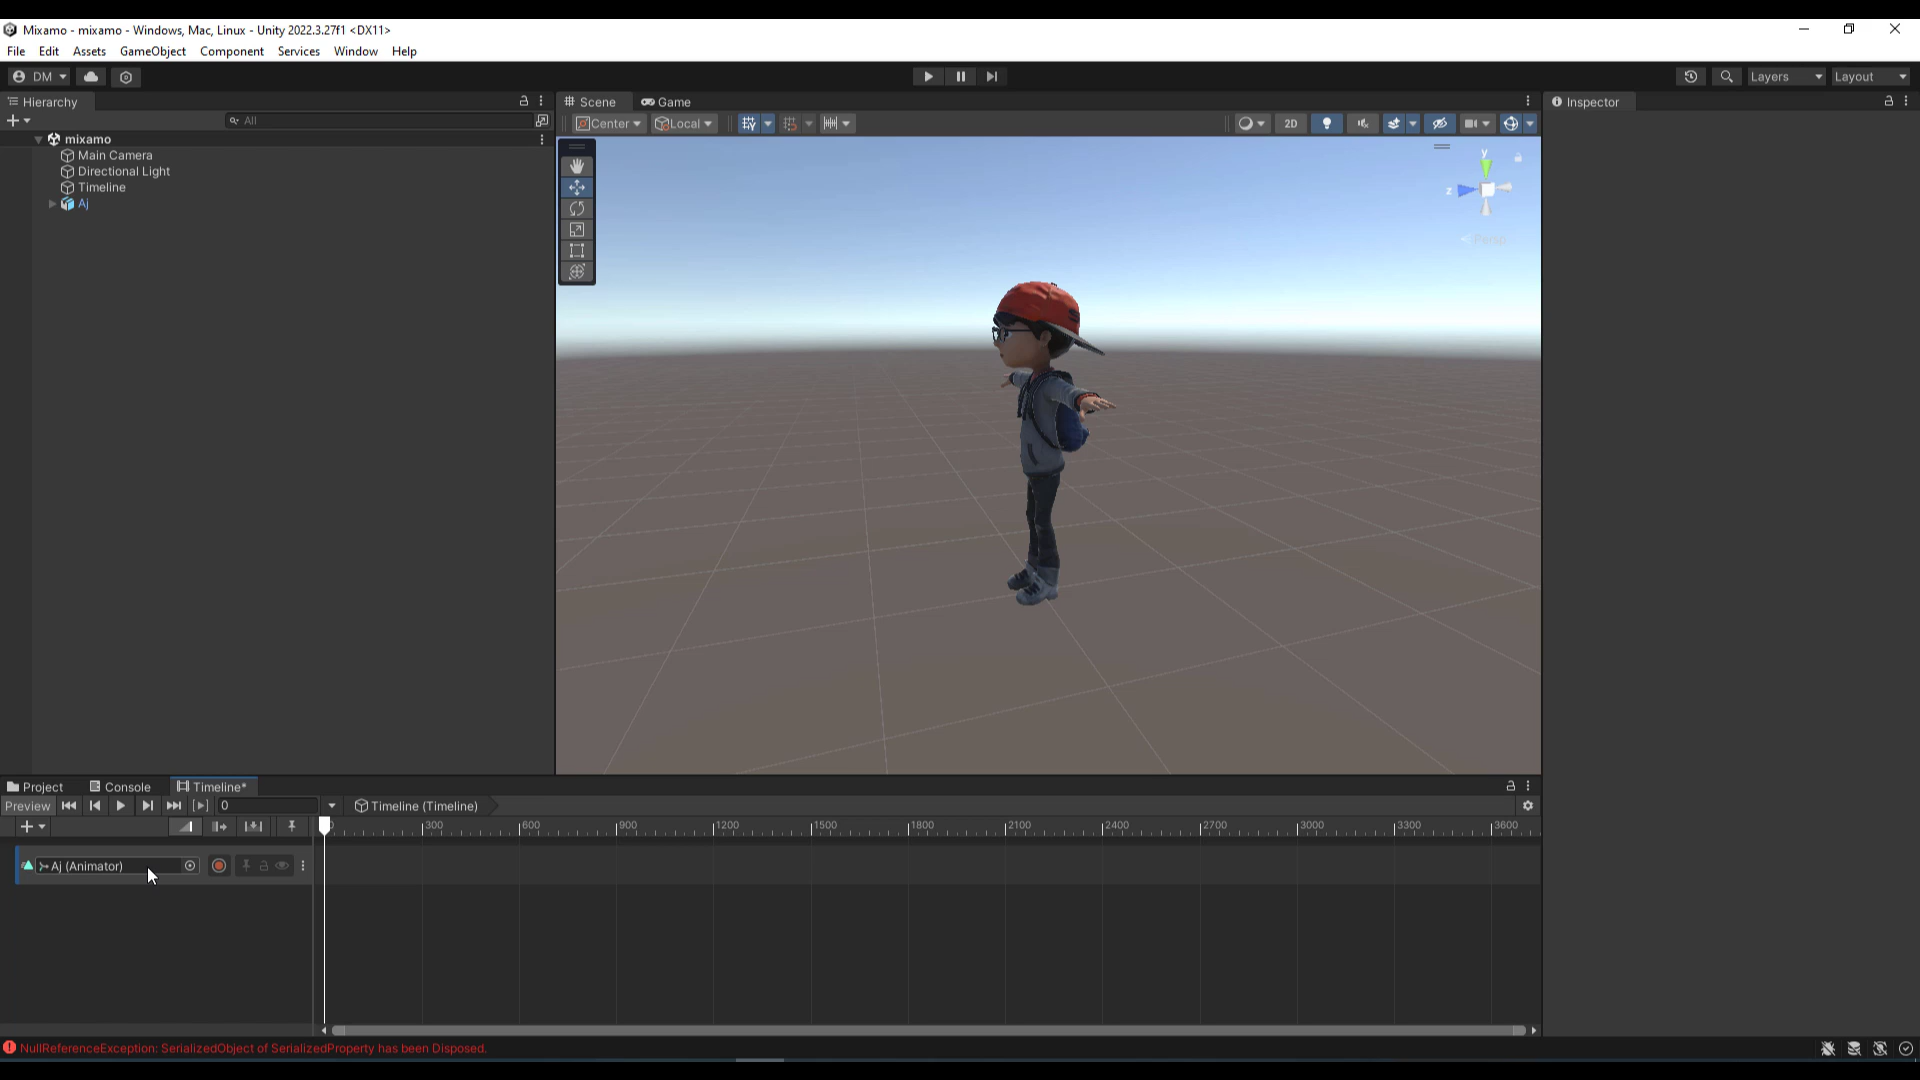 Mixamo - mixamo - Windows, Mac, Linux - Unity 2022.3.27f1 <DX11>
File Edit Assets GameObject Component Services Window Help
DM Layers Layout
Hierarchy Scene Game Inspector
All Center Local 2D
mixamo
Main Camera
Directional Light
Timeline
Aj
y
z
Persp
Project Console Timeline*
Preview 0 Timeline (Timeline)
300 600 900 1200 1500 1800 2100 2400 2700 3000 3300 3600
Aj (Animator)
NullReferenceException: SerializedObject of SerializedProperty has been Disposed.